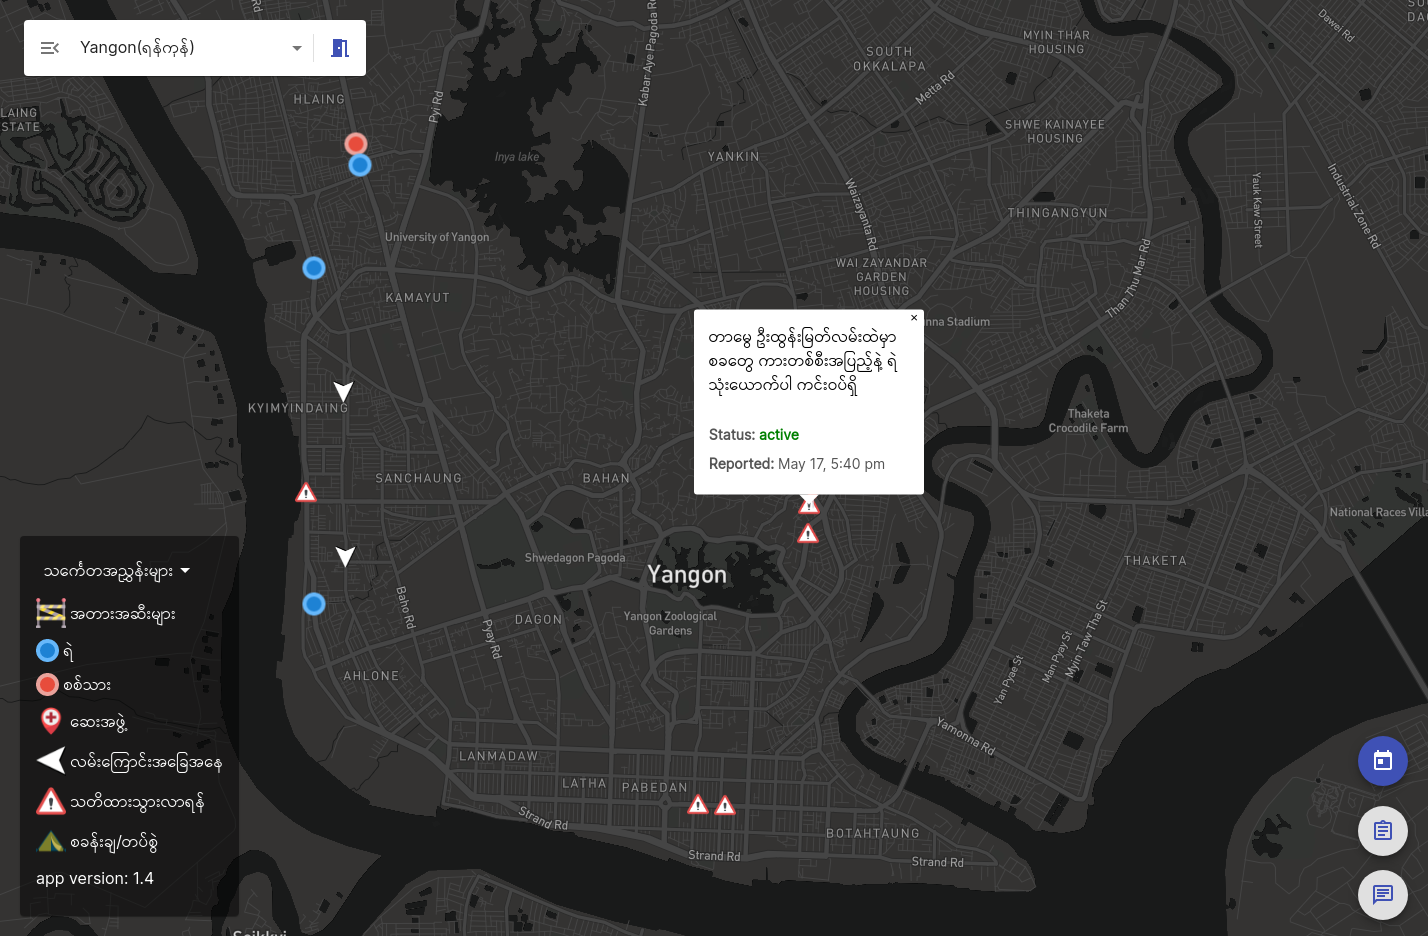 Yangon(ရန်ကုန်)
Rd
HLAING
LAING
STATE
Pyi Rd
Inya lake
Kabar Aye Pagoda Rd
YANKIN
SOUTH
OKKALAPA
Metta Rd
MYIN THAR
HOUSING
Dawei Rd
SHWE KAINAYEE
HOUSING
Yauk Kaw Street
Industrial Zone Rd
Waizayanta Rd
THINGANGYUN
University of Yangon
KAMAYUT
WAI ZAYANDAR
GARDEN
HOUSING
Than Thu Mar Rd
unna Stadium
×
တာမွေ ဦးထွန်းမြတ်လမ်းထဲမှာ
စခတွေ ကားတစ်စီးအပြည့်နဲ့ ရဲ
သုံးယောက်ပါ ကင်းဝပ်ရှိ
Status: active
Reported: May 17, 5:40 pm
KYIMYINDAING
Thaketa
Crocodile Farm
SANCHAUNG
BAHAN
National Races Villa
Shwedagon Pagoda
Yangon
THAKETA
Yangon Zoological
Gardens
Baho Rd
Pyay Rd
DAGON
Man Pyay St
Myin Taw Tha St
Yan Pyae St
AHLONE
Yamonna Rd
LANMADAW
LATHA
PABEDAN
Strand Rd
BOTAHTAUNG
Strand Rd
Strand Rd
သင်္ကေတအညွှန်းများ
အတားအဆီးများ
ရဲ
စစ်သား
ဆေးအဖွဲ့
လမ်းကြောင်းအခြေအနေ
သတိထားသွားလာရန်
စခန်းချ/တပ်စွဲ
app version: 1.4